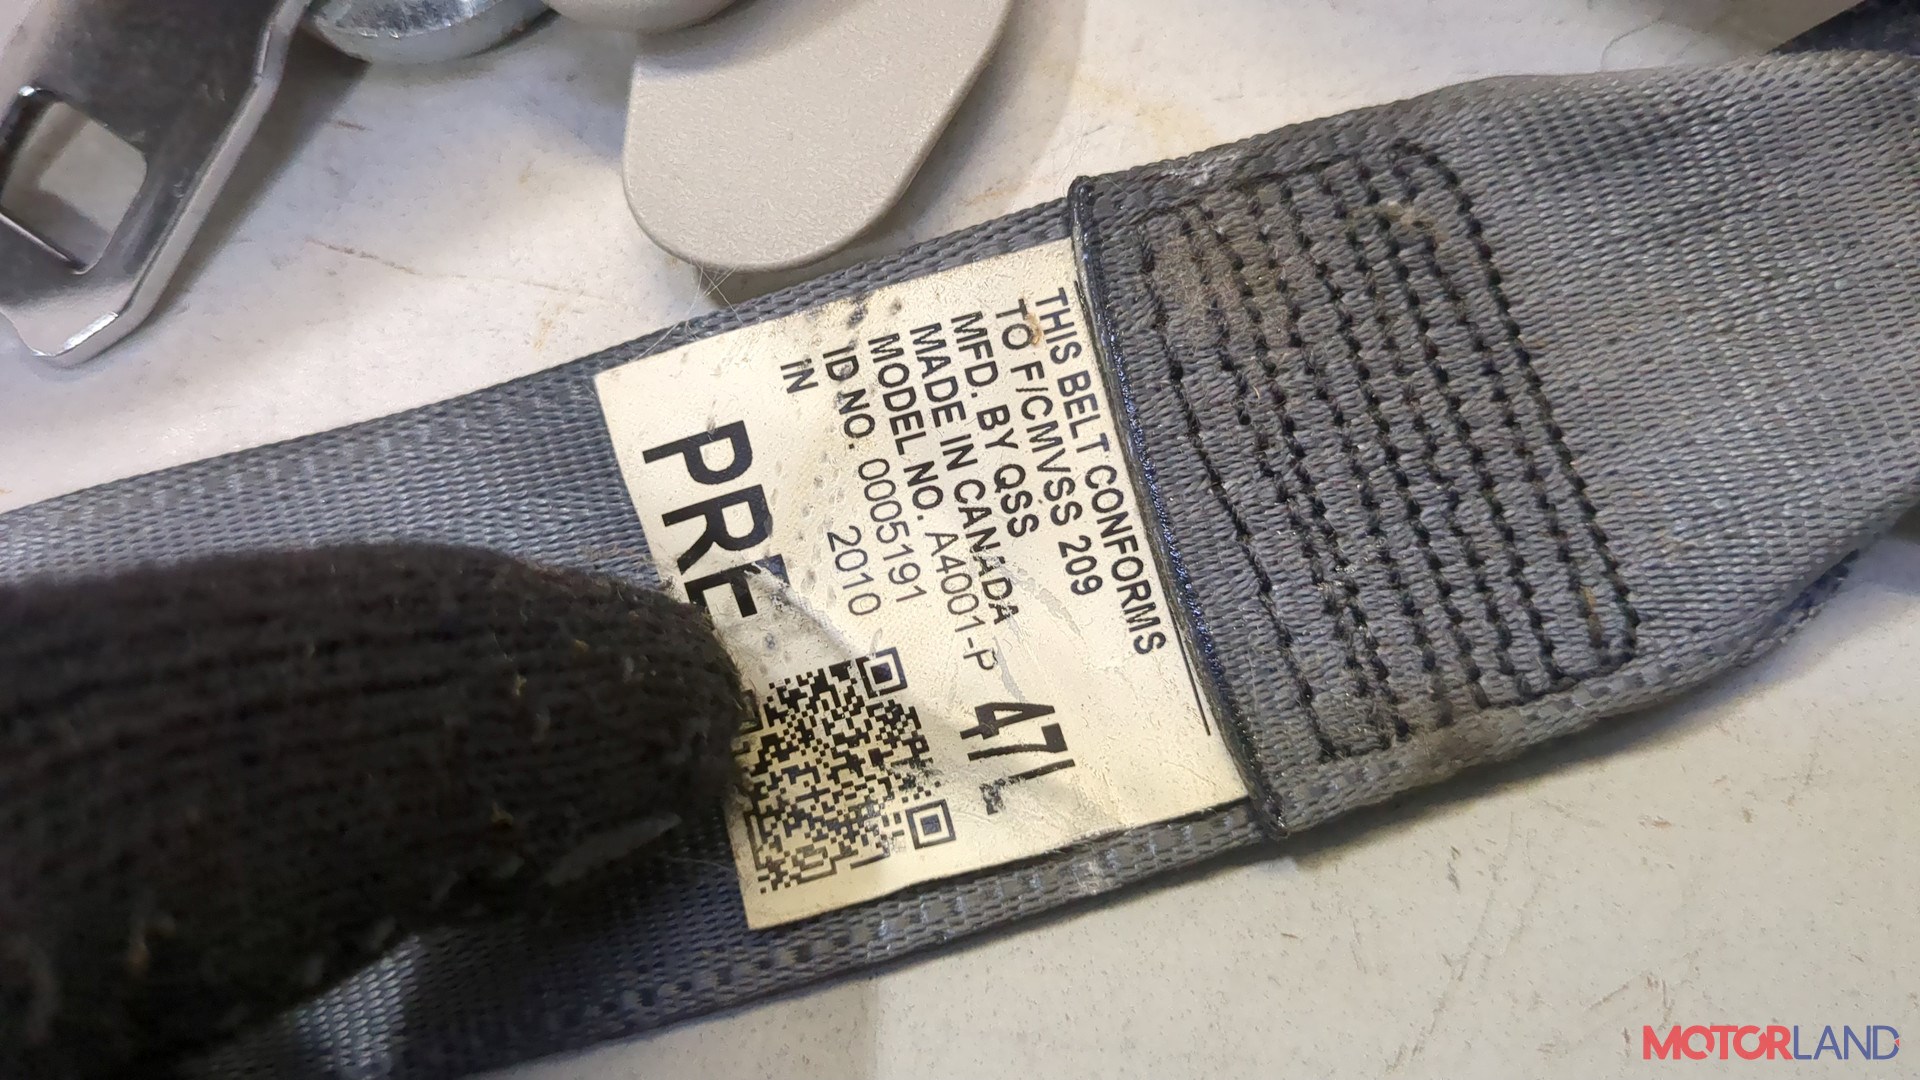 THIS BELT CONFORMS
TO F/CMVSS 209
MFD. BY QSS
MADE IN CANADA
MODEL NO. A4001-P
ID NO. 0005191
IN 2010
PRE
47L
MOTORLAND